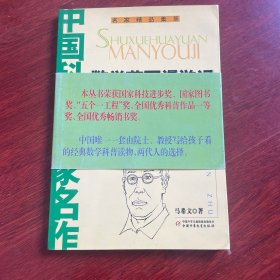 名家精品集萃
SHUXUEHUAYUAN
MANYOUJI
中国科
家名作
本丛书荣获国家科技进步奖、国家图书
奖、“五个一工程”奖、全国优秀科普作品一等
奖、全国优秀畅销书奖。
中国唯一一套由院士、教授写给孩子看
的经典数学科普读物,两代人的选择。
马希文 著
中国少年儿童新闻出版总社
中国少年儿童出版社